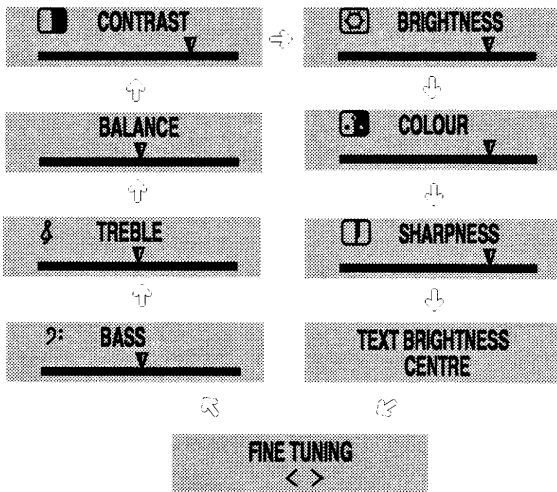 CONTRAST
BRIGHTNESS
BALANCE
COLOUR
TREBLE
SHARPNESS
BASS
TEXT BRIGHTNESS
CENTRE
FINE TUNING
< >